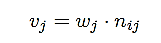 v_j = w_j · n_{ij}